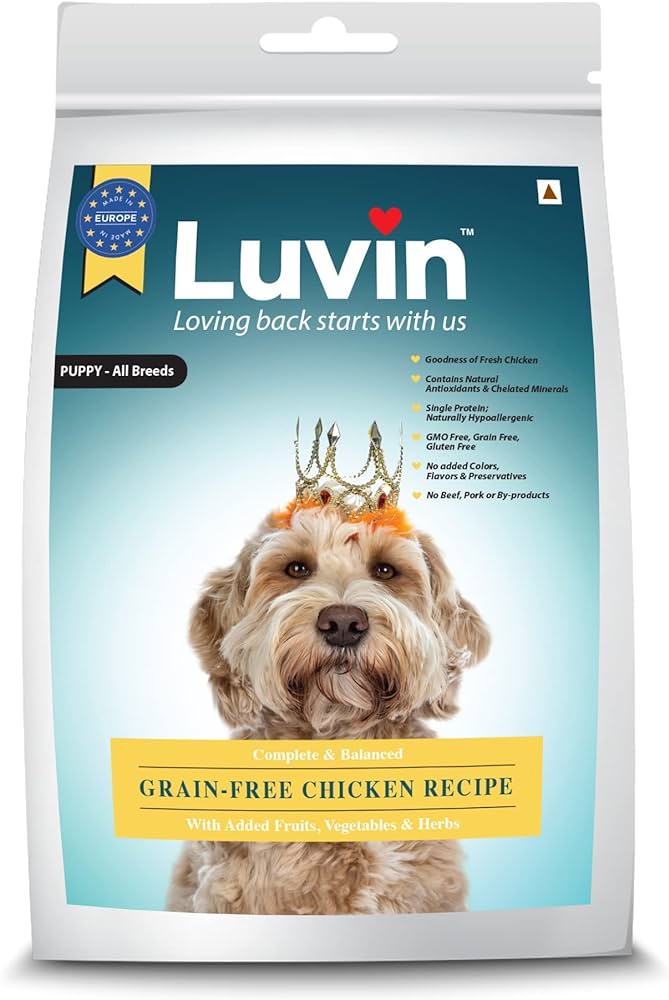 MADE IN
EUROPE
MADE IN
Luvin™
Loving back starts with us
PUPPY - All Breeds
Goodness of Fresh Chicken
Contains Natural
Antioxidants & Chelated Minerals
Single Protein;
Naturally Hypoallergenic
GMO Free, Grain Free,
Gluten Free
No added Colors,
Flavors & Preservatives
No Beef, Pork or By-products
Complete & Balanced
GRAIN-FREE CHICKEN RECIPE
With Added Fruits, Vegetables & Herbs